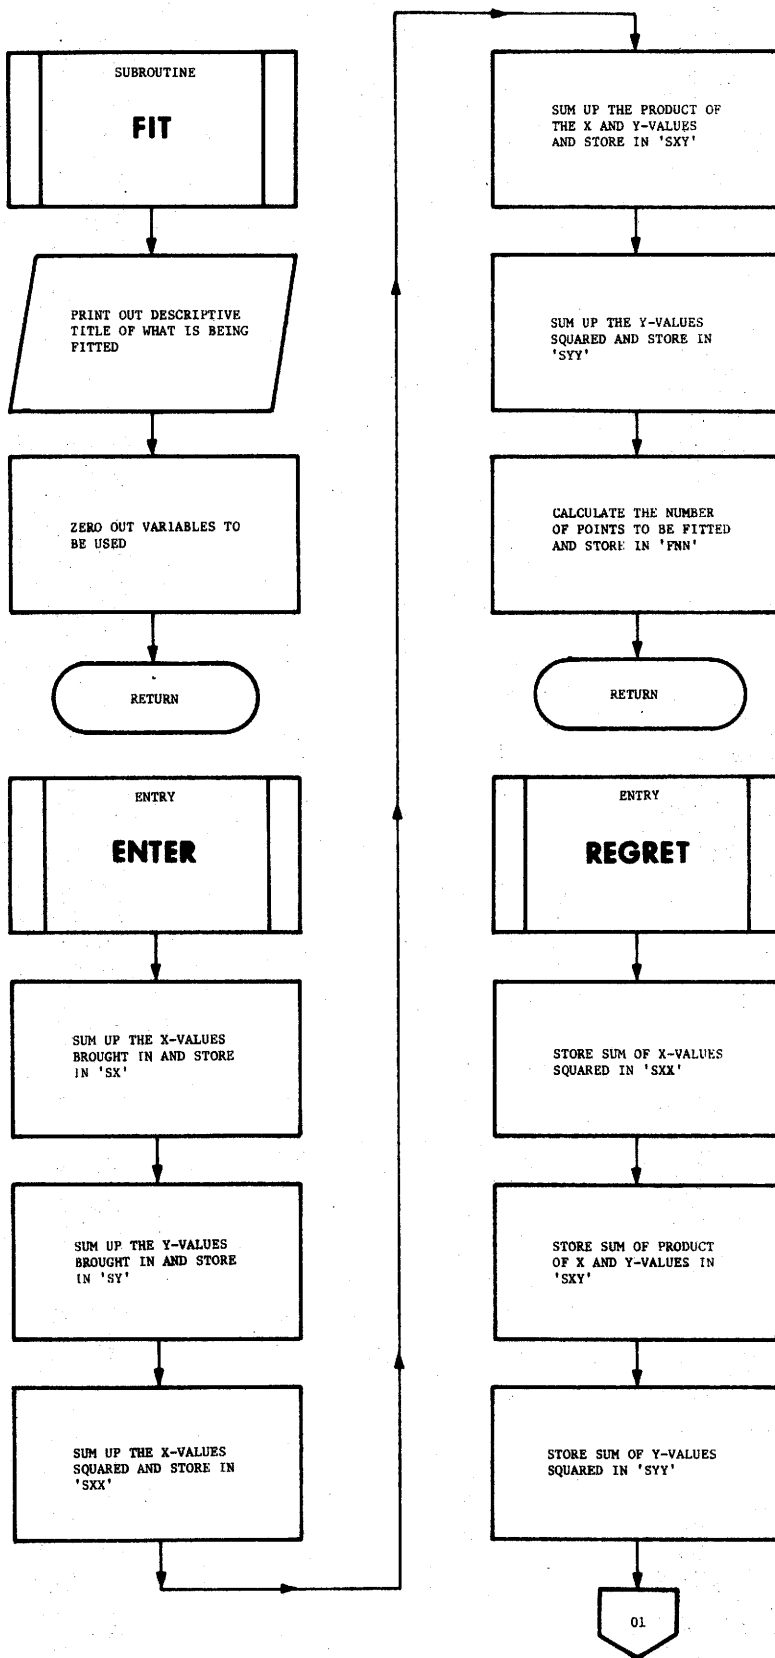 SUBROUTINE
FIT
PRINT OUT DESCRIPTIVE
TITLE OF WHAT IS BEING
FITTED
ZERO OUT VARIABLES TO
BE USED
RETURN
ENTRY
ENTER
SUM UP THE X-VALUES
BROUGHT IN AND STORE
IN 'SX'
SUM UP THE Y-VALUES
BROUGHT IN AND STORE
IN 'SY'
SUM UP THE X-VALUES
SQUARED AND STORE IN
'SXX'
SUM UP THE PRODUCT OF
THE X AND Y-VALUES
AND STORE IN 'SXY'
SUM UP THE Y-VALUES
SQUARED AND STORE IN
'SYY'
CALCULATE THE NUMBER
OF POINTS TO BE FITTED
AND STORE IN 'FNN'
RETURN
ENTRY
REGRET
STORE SUM OF X-VALUES
SQUARED IN 'SXX'
STORE SUM OF PRODUCT
OF X AND Y-VALUES IN
'SXY'
STORE SUM OF Y-VALUES
SQUARED IN 'SYY'
01